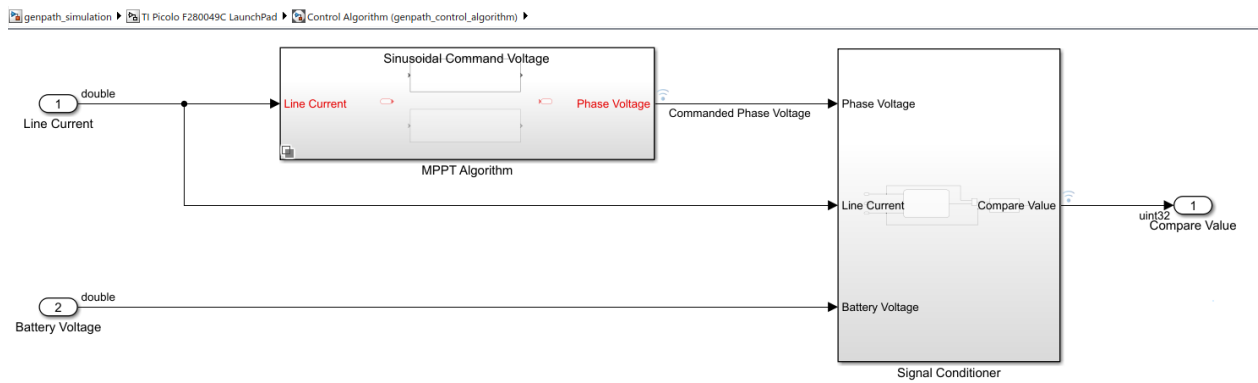 genpath_simulation TI Picolo F280049C LaunchPad Control Algorithm (genpath_control_algorithm)
Sinusoidal Command Voltage
double
1
Line Current
Line Current
Phase Voltage
Commanded Phase Voltage
MPPT Algorithm
Phase Voltage
Line Current
Compare Value
uint32
1
Compare Value
double
2
Battery Voltage
Battery Voltage
Signal Conditioner